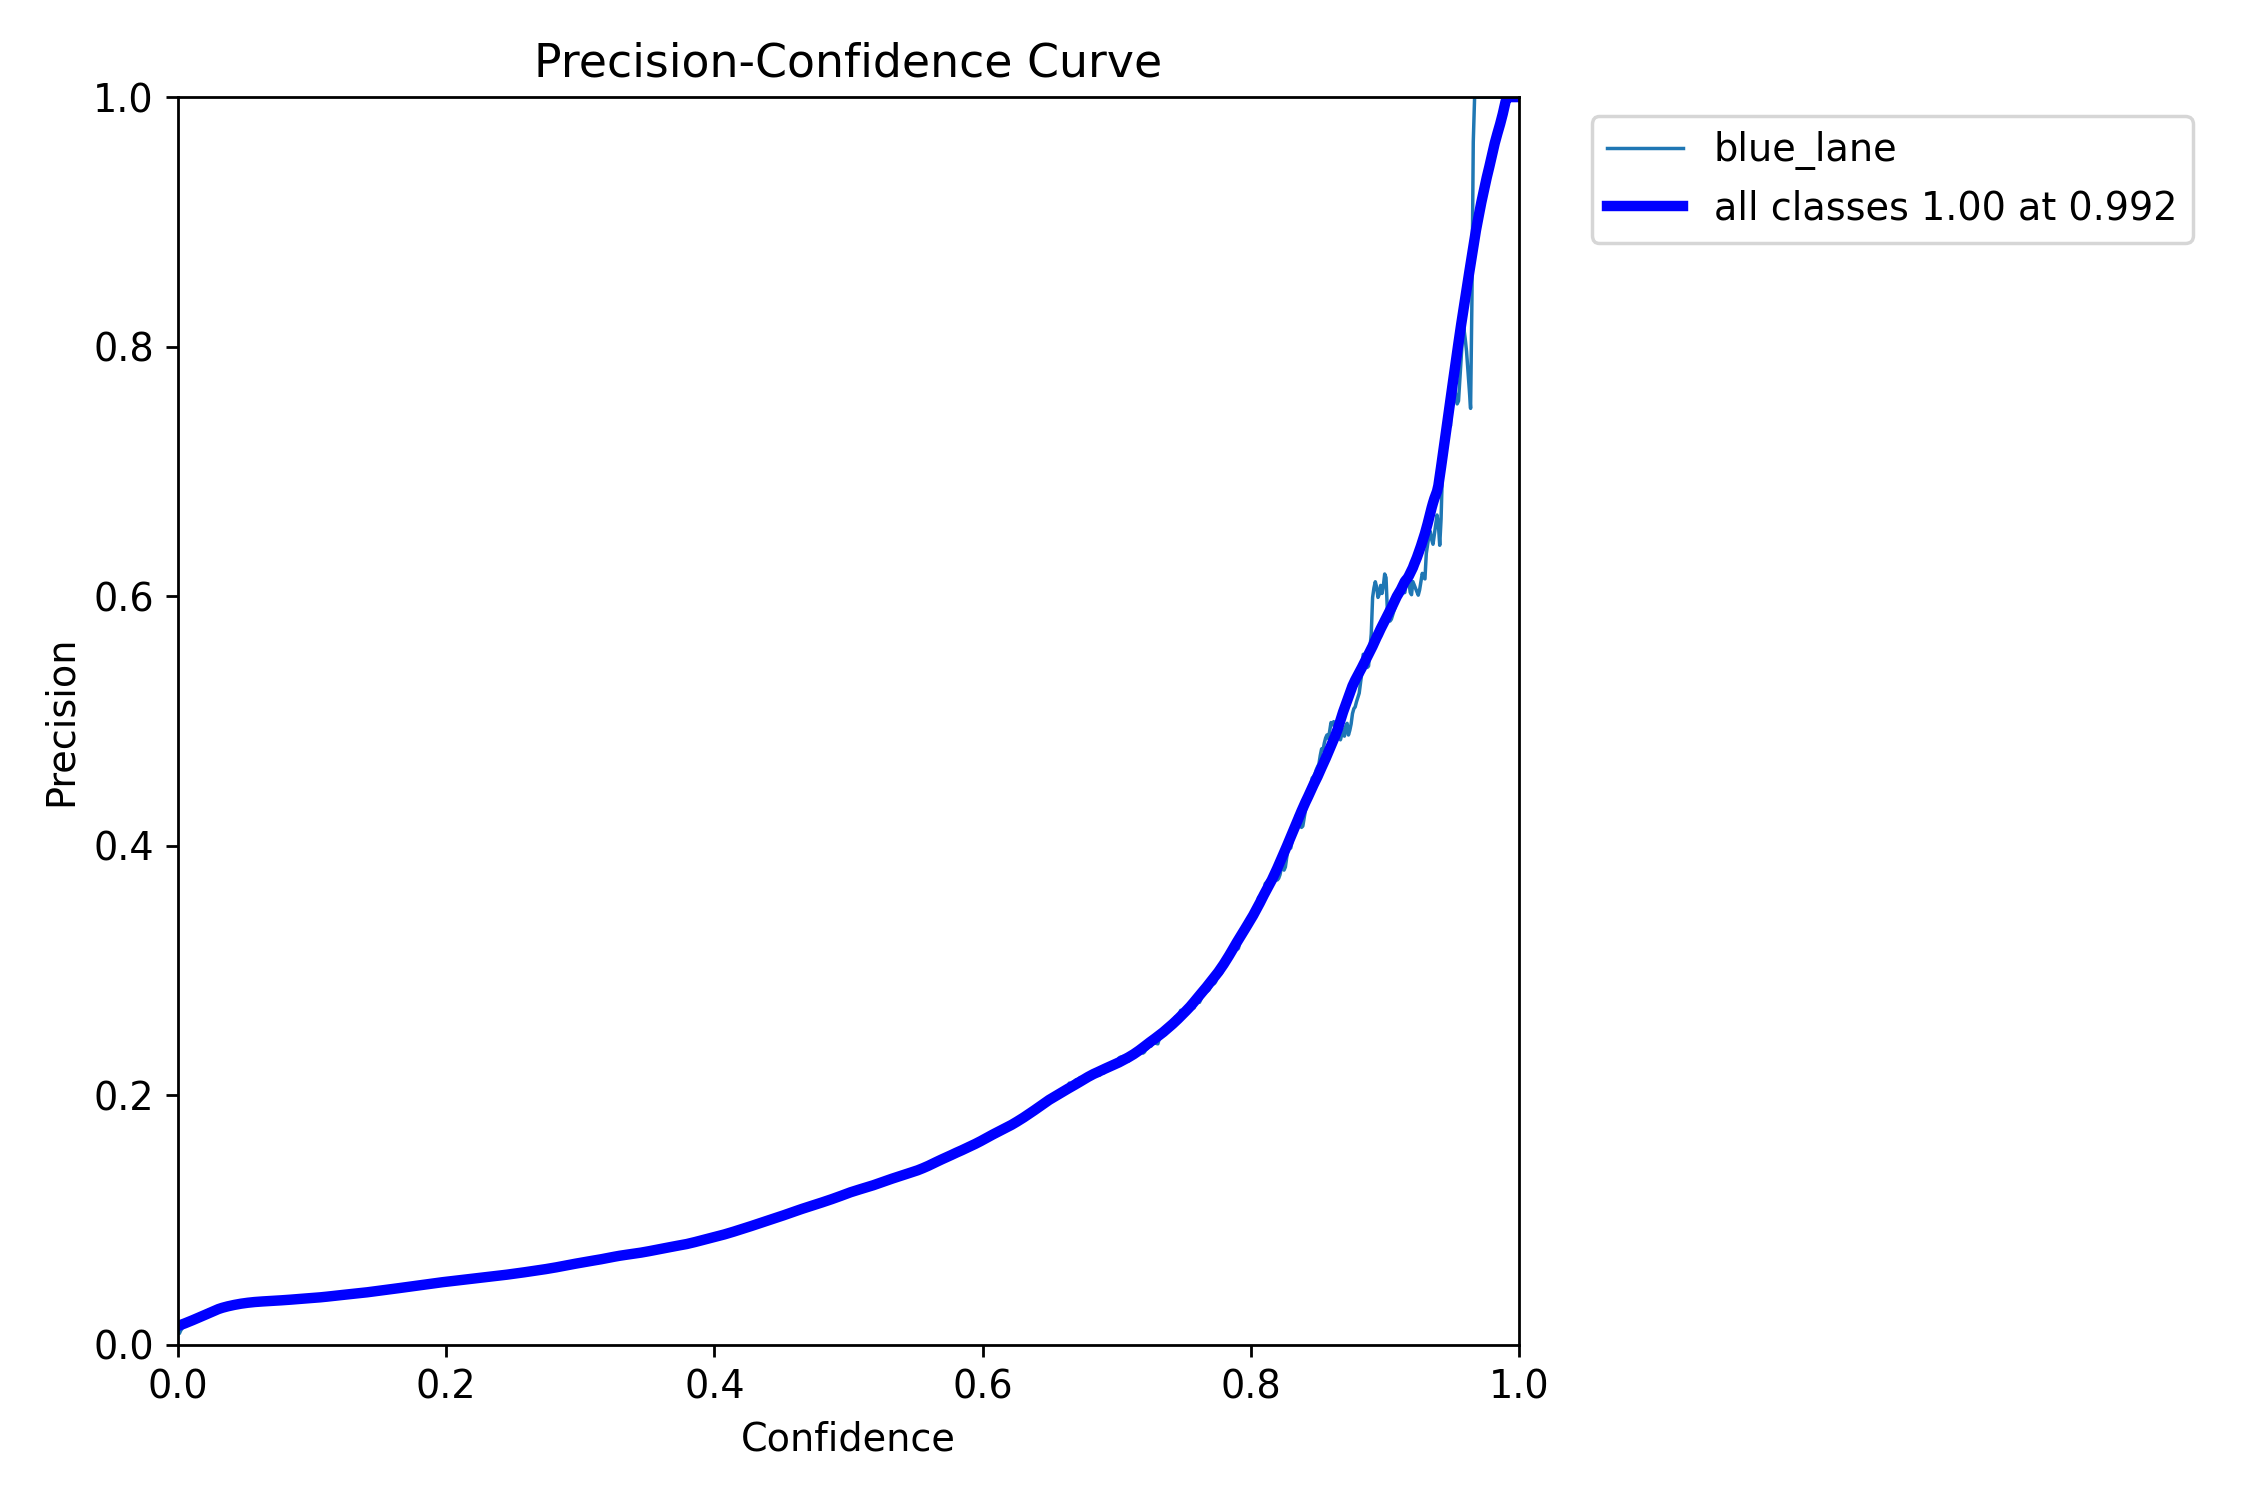 Precision-Confidence Curve
1.0
0.8
0.6
0.4
0.2
0.0
Precision
0.0 0.2 0.4 0.6 0.8 1.0
Confidence
blue_lane
all classes 1.00 at 0.992